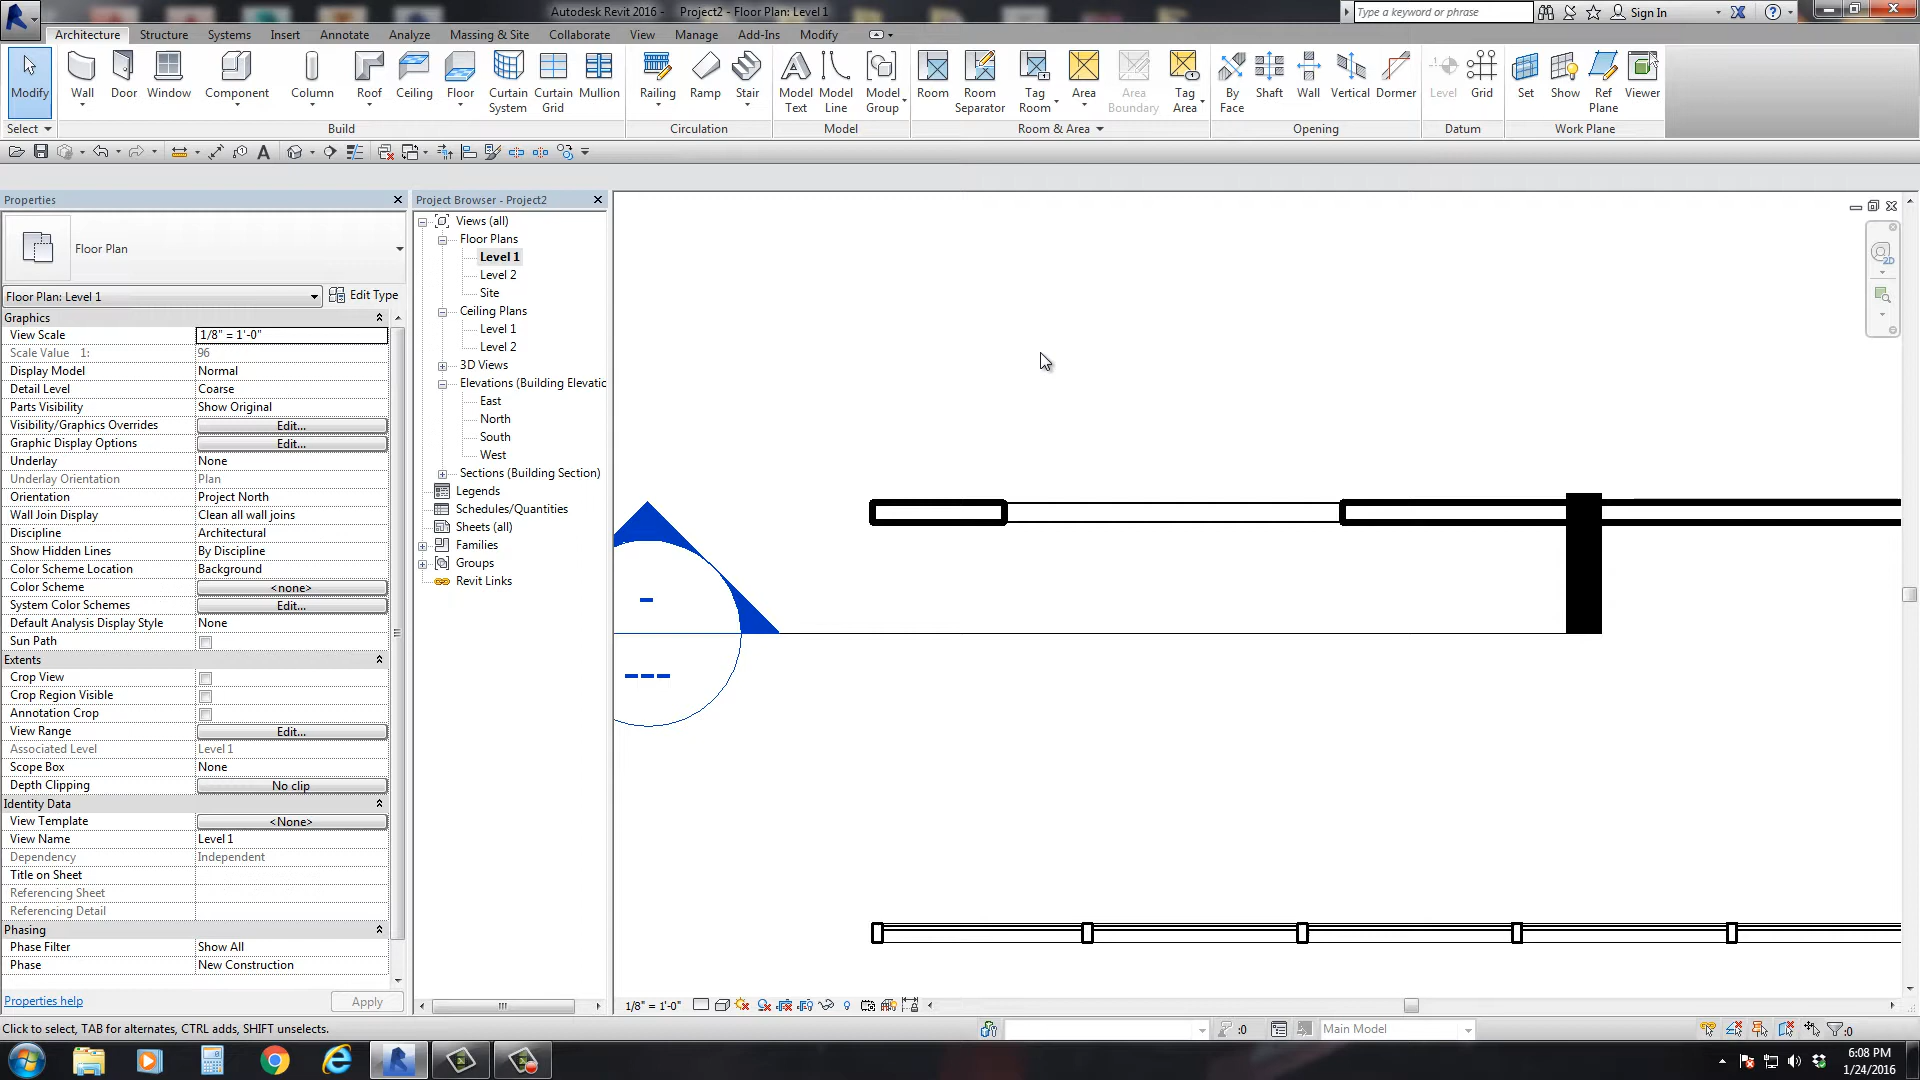 Autodesk Revit 2016 - Project2 - Floor Plan: Level 1
Type a keyword or phrase
Sign In
Architecture Structure Systems Insert Annotate Analyze Massing & Site Collaborate View Manage Add-Ins Modify
Modify Wall Door Window Component Column Roof Ceiling Floor Curtain System Curtain Grid Mullion Railing Ramp Stair Model Text Model Line Model Group Room Room Separator Tag Room Area Area Boundary Tag Area By Face Shaft Wall Vertical Dormer Level Grid Set Show Ref Plane Viewer
Select Build Circulation Model Room & Area Opening Datum Work Plane
Properties
Floor Plan
Floor Plan: Level 1 Edit Type
Graphics
View Scale 1/8" = 1'-0"
Scale Value 1: 96
Display Model Normal
Detail Level Coarse
Parts Visibility Show Original
Visibility/Graphics Overrides Edit...
Graphic Display Options Edit...
Underlay None
Underlay Orientation Plan
Orientation Project North
Wall Join Display Clean all wall joins
Discipline Architectural
Show Hidden Lines By Discipline
Color Scheme Location Background
Color Scheme <none>
System Color Schemes Edit...
Default Analysis Display Style None
Sun Path
Extents
Crop View
Crop Region Visible
Annotation Crop
View Range Edit...
Associated Level Level 1
Scope Box None
Depth Clipping No clip
Identity Data
View Template <None>
View Name Level 1
Dependency Independent
Title on Sheet
Referencing Sheet
Referencing Detail
Phasing
Phase Filter Show All
Phase New Construction
Properties help Apply
Project Browser - Project2
Views (all)
Floor Plans
Level 1
Level 2
Site
Ceiling Plans
Level 1
Level 2
3D Views
Elevations (Building Elevatic
East
North
South
West
Sections (Building Section)
Legends
Schedules/Quantities
Sheets (all)
Families
Groups
Revit Links
2D
-
---
1/8" = 1'-0"
Click to select, TAB for alternates, CTRL adds, SHIFT unselects.
:0
Main Model
:0
6:08 PM
1/24/2016